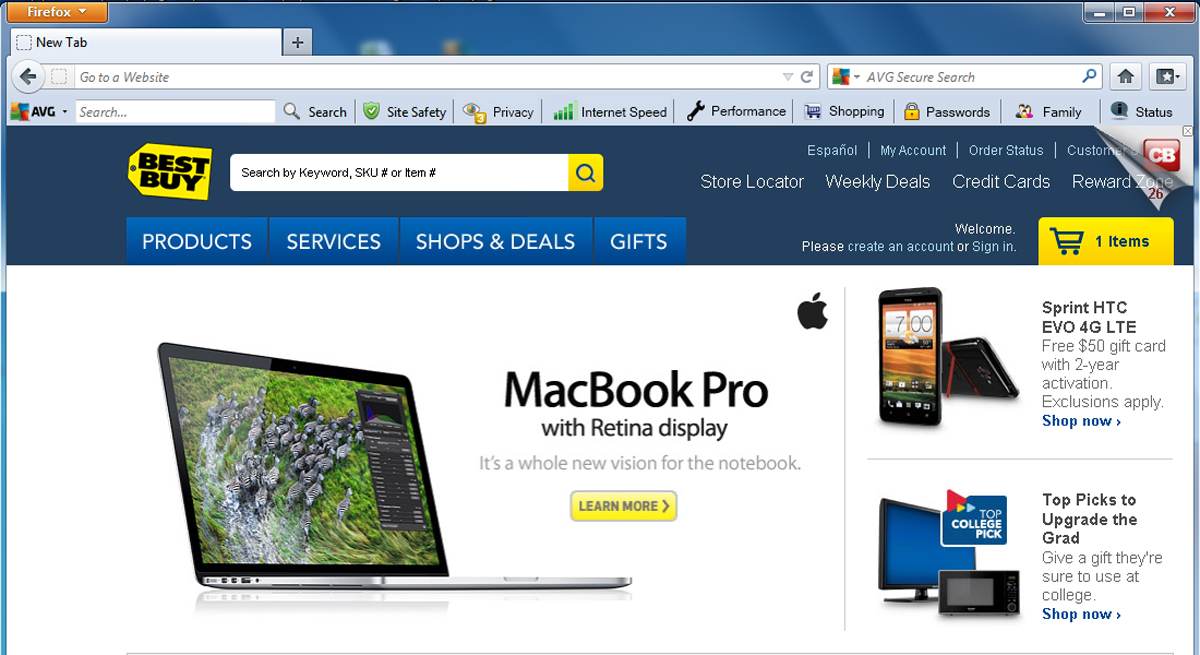 Firefox
New Tab
Go to a Website
AVG Secure Search
AVG
Search...
Search
Site Safety
3
Privacy
Internet Speed
Performance
Shopping
Passwords
Family
Status
BEST
BUY
Search by Keyword, SKU # or Item #
Español
My Account
Order Status
Customer
CB
26
Store Locator
Weekly Deals
Credit Cards
Reward Zone
PRODUCTS
SERVICES
SHOPS & DEALS
GIFTS
Welcome.
Please create an account or Sign in.
1 Items
MacBook Pro
with Retina display
It's a whole new vision for the notebook.
LEARN MORE ›
7:00
Sprint HTC
EVO 4G LTE
Free $50 gift card
with 2-year
activation.
Exclusions apply.
Shop now ›
TOP
COLLEGE
PICK
Top Picks to
Upgrade the
Grad
Give a gift they're
sure to use at
college.
Shop now ›